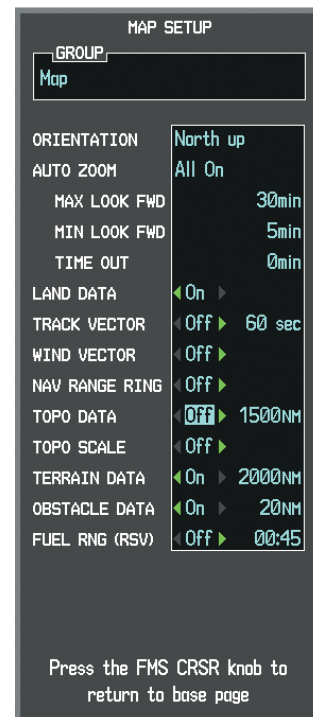 MAP SETUP
GROUP
Map
ORIENTATION North up
AUTO ZOOM All On
MAX LOOK FWD 30min
MIN LOOK FWD 5min
TIME OUT 0min
LAND DATA On
TRACK VECTOR Off 60 sec
WIND VECTOR Off
NAV RANGE RING Off
TOPO DATA Off 1500NM
TOPO SCALE Off
TERRAIN DATA On 2000NM
OBSTACLE DATA On 20NM
FUEL RNG (RSV) Off 00:45
Press the FMS CRSR knob to
return to base page